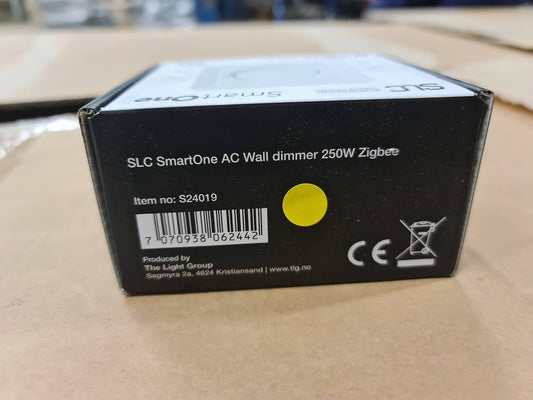 SLC
SmartOne
SLC SmartOne AC Wall dimmer 250W Zigbee
Item no: S24019
7 070938 062442
Produced by
The Light Group
Sagmyra 2a, 4624 Kristiansand | www.tlg.no
CE